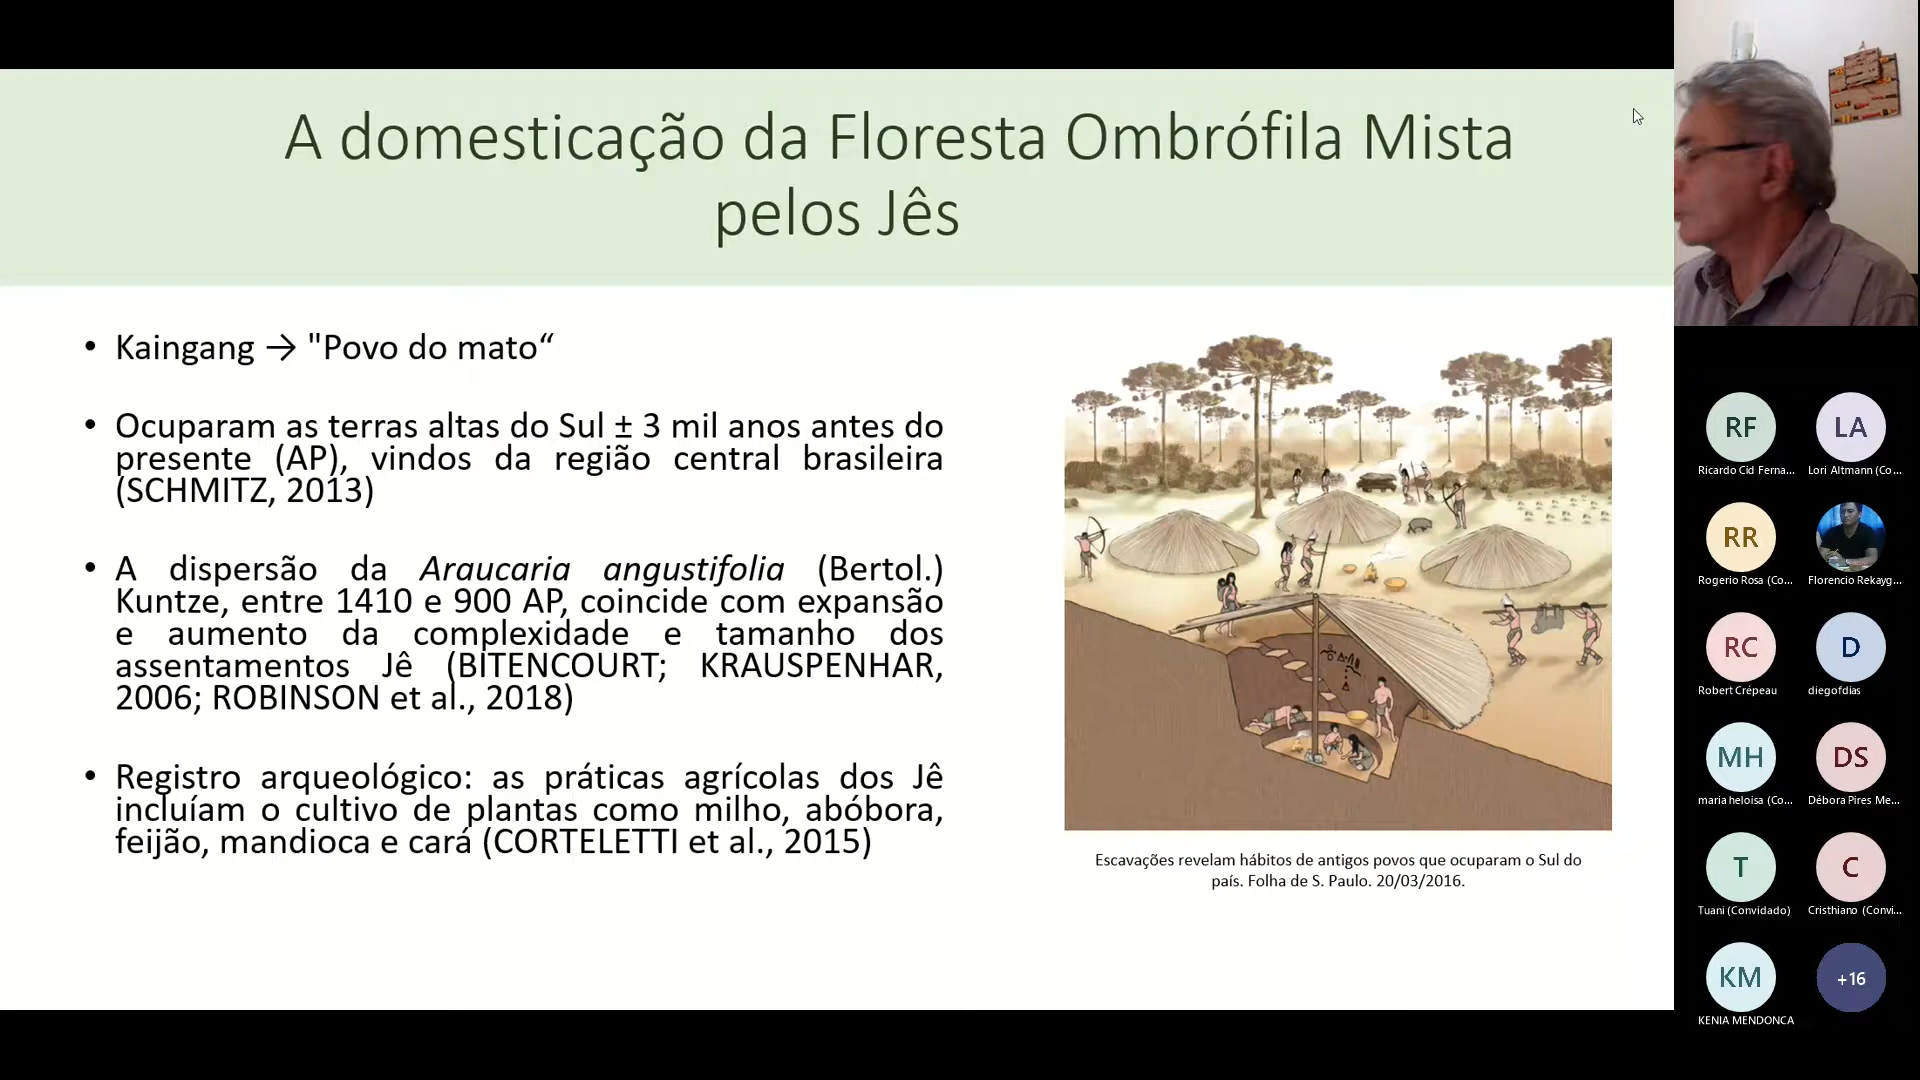 A domesticação da Floresta Ombrófila Mista
pelos Jês
• Kaingang → "Povo do mato“
• Ocuparam as terras altas do Sul ± 3 mil anos antes do
presente (AP), vindos da região central brasileira
(SCHMITZ, 2013)
• A dispersão da Araucaria angustifolia (Bertol.)
Kuntze, entre 1410 e 900 AP, coincide com expansão
e aumento da complexidade e tamanho dos
assentamentos Jê (BITENCOURT; KRAUSPENHAR,
2006; ROBINSON et al., 2018)
• Registro arqueológico: as práticas agrícolas dos Jê
incluíam o cultivo de plantas como milho, abóbora,
feijão, mandioca e cará (CORTELETTI et al., 2015)
Escavações revelam hábitos de antigos povos que ocuparam o Sul do
país. Folha de S. Paulo. 20/03/2016.
RF
Ricardo Cid Ferna...
LA
Lori Altmann (Co...
RR
Rogerio Rosa (Co...
Florencio Rekayg...
RC
Robert Crépeau
D
diegofdias
MH
maria heloisa (Co...
DS
Débora Pires Me...
T
Tuani (Convidado)
C
Cristhiano (Convi...
KM
KENIA MENDONCA
+16